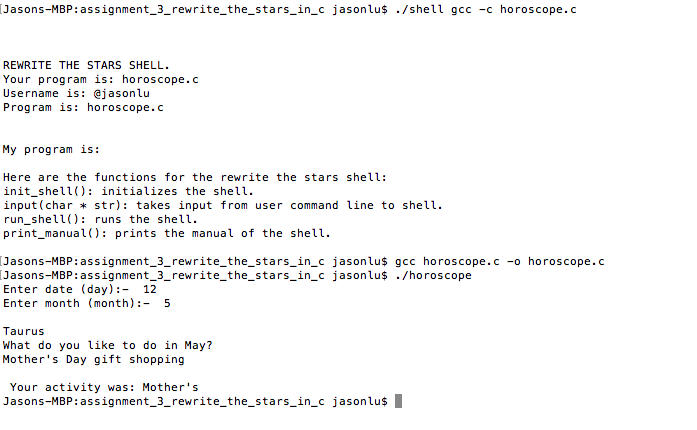 [Jasons-MBP:assignment_3_rewrite_the_stars_in_c jasonlu$ ./shell gcc -c horoscope.c
REWRITE THE STARS SHELL.
Your program is: horoscope.c
Username is: @jasonlu
Program is: horoscope.c
My program is:
Here are the functions for the rewrite the stars shell:
init_shell(): initializes the shell.
input(char * str): takes input from user command line to shell.
run_shell(): runs the shell.
print_manual(): prints the manual of the shell.
[Jasons-MBP:assignment_3_rewrite_the_stars_in_c jasonlu$ gcc horoscope.c -o horoscope.c
[Jasons-MBP:assignment_3_rewrite_the_stars_in_c jasonlu$ ./horoscope
Enter date (day):-  12
Enter month (month):-  5
Taurus
What do you like to do in May?
Mother's Day gift shopping
 Your activity was: Mother's
Jasons-MBP:assignment_3_rewrite_the_stars_in_c jasonlu$